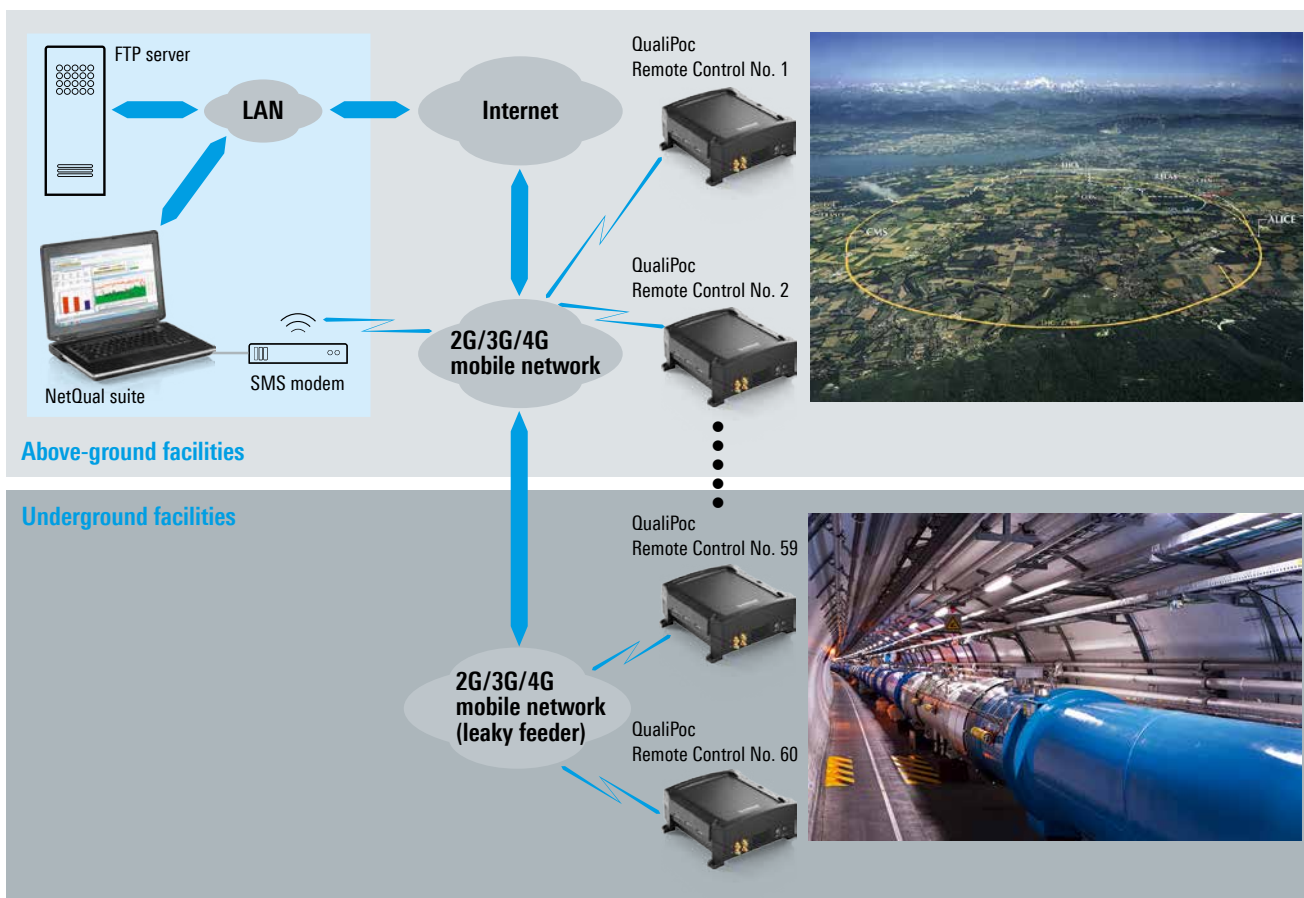 FTP server
LAN
Internet
QualiPoc
Remote Control No. 1
QualiPoc
Remote Control No. 2
2G/3G/4G
mobile network
SMS modem
NetQual suite
CMS
ALICE
Above-ground facilities
Underground facilities
QualiPoc
Remote Control No. 59
2G/3G/4G
mobile network
(leaky feeder)
QualiPoc
Remote Control No. 60